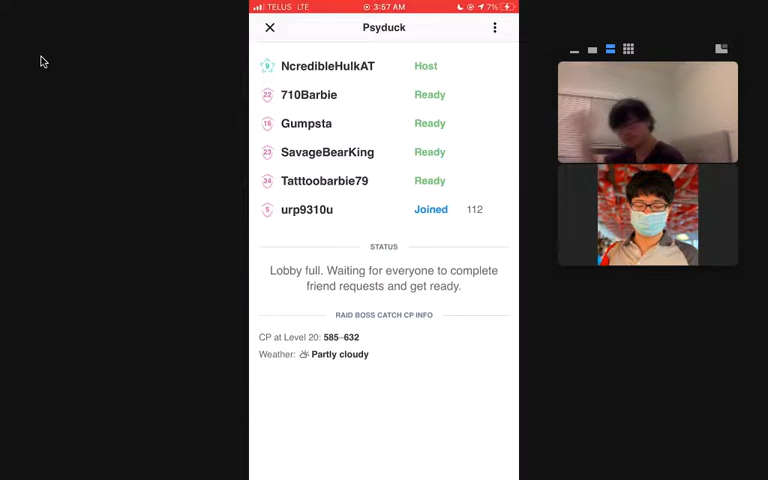 TELUS LTE 3:57 AM 7%
Psyduck
9 NcredibleHulkAT Host
22 710Barbie Ready
16 Gumpsta Ready
23 SavageBearKing Ready
34 Tatttoobarbie79 Ready
5 urp9310u Joined 112
STATUS
Lobby full. Waiting for everyone to complete
friend requests and get ready.
RAID BOSS CATCH CP INFO
CP at Level 20: 585–632
Weather: Partly cloudy